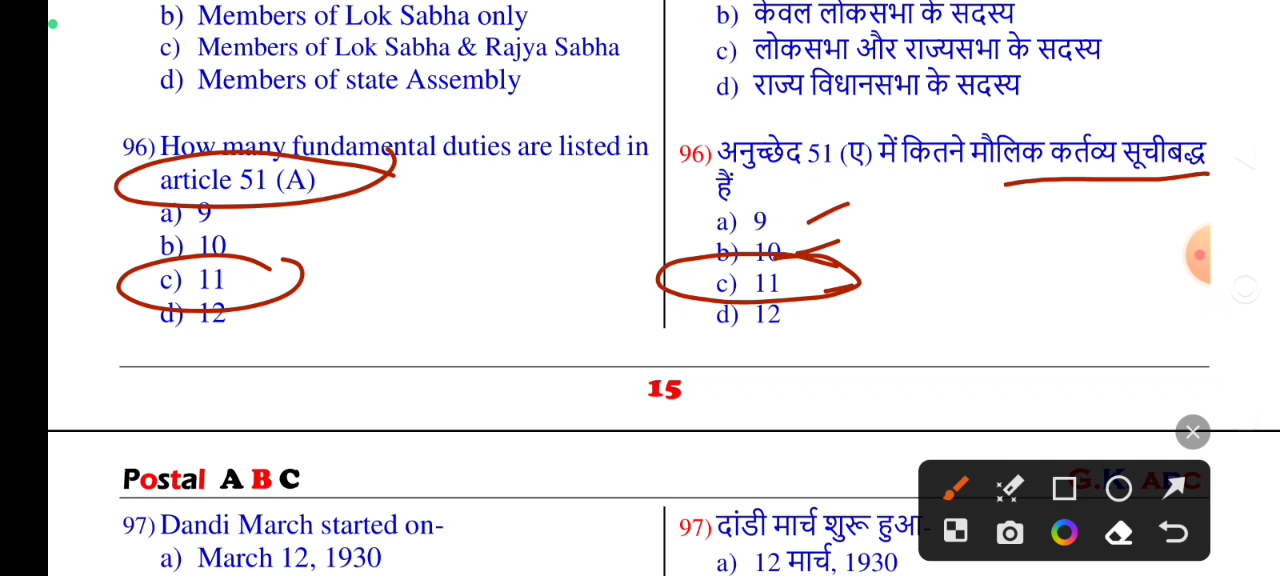 b) Members of Lok Sabha only
c) Members of Lok Sabha & Rajya Sabha
d) Members of state Assembly
96) How many fundamental duties are listed in
article 51 (A)
a) 9
b) 10
c) 11
d) 12
b) केवल लोकसभा के सदस्य
c) लोकसभा और राज्यसभा के सदस्य
d) राज्य विधानसभा के सदस्य
96) अनुच्छेद 51 (ए) में कितने मौलिक कर्तव्य सूचीबद्ध
हैं
a) 9
b) 10
c) 11
d) 12
15
Postal A B C
G.K ABC
97) Dandi March started on-
a) March 12, 1930
97) दांडी मार्च शुरू हुआ-
a) 12 मार्च, 1930